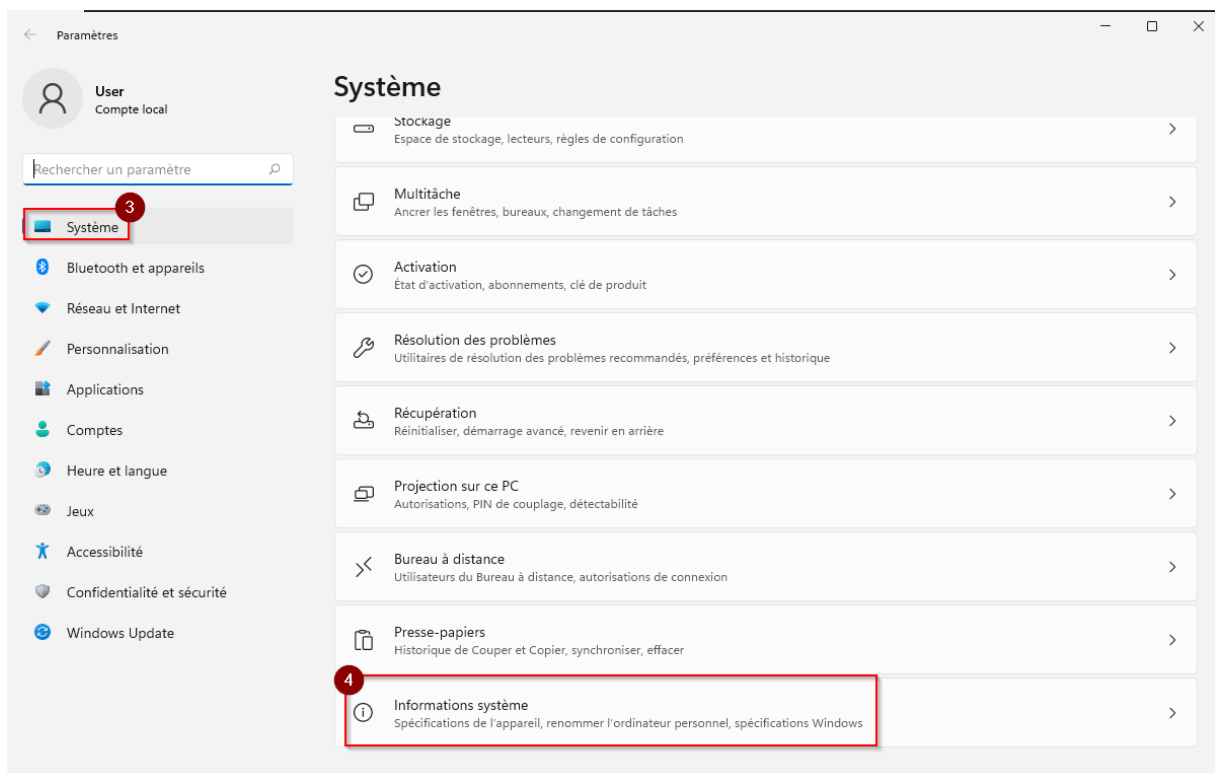 Paramètres
User
Compte local
Rechercher un paramètre
3
Système
Bluetooth et appareils
Réseau et Internet
Personnalisation
Applications
Comptes
Heure et langue
Jeux
Accessibilité
Confidentialité et sécurité
Windows Update
Système
Stockage
Espace de stockage, lecteurs, règles de configuration
Multitâche
Ancrer les fenêtres, bureaux, changement de tâches
Activation
État d'activation, abonnements, clé de produit
Résolution des problèmes
Utilitaires de résolution des problèmes recommandés, préférences et historique
Récupération
Réinitialiser, démarrage avancé, revenir en arrière
Projection sur ce PC
Autorisations, PIN de couplage, détectabilité
Bureau à distance
Utilisateurs du Bureau à distance, autorisations de connexion
Presse-papiers
Historique de Couper et Copier, synchroniser, effacer
4
Informations système
Spécifications de l'appareil, renommer l'ordinateur personnel, spécifications Windows